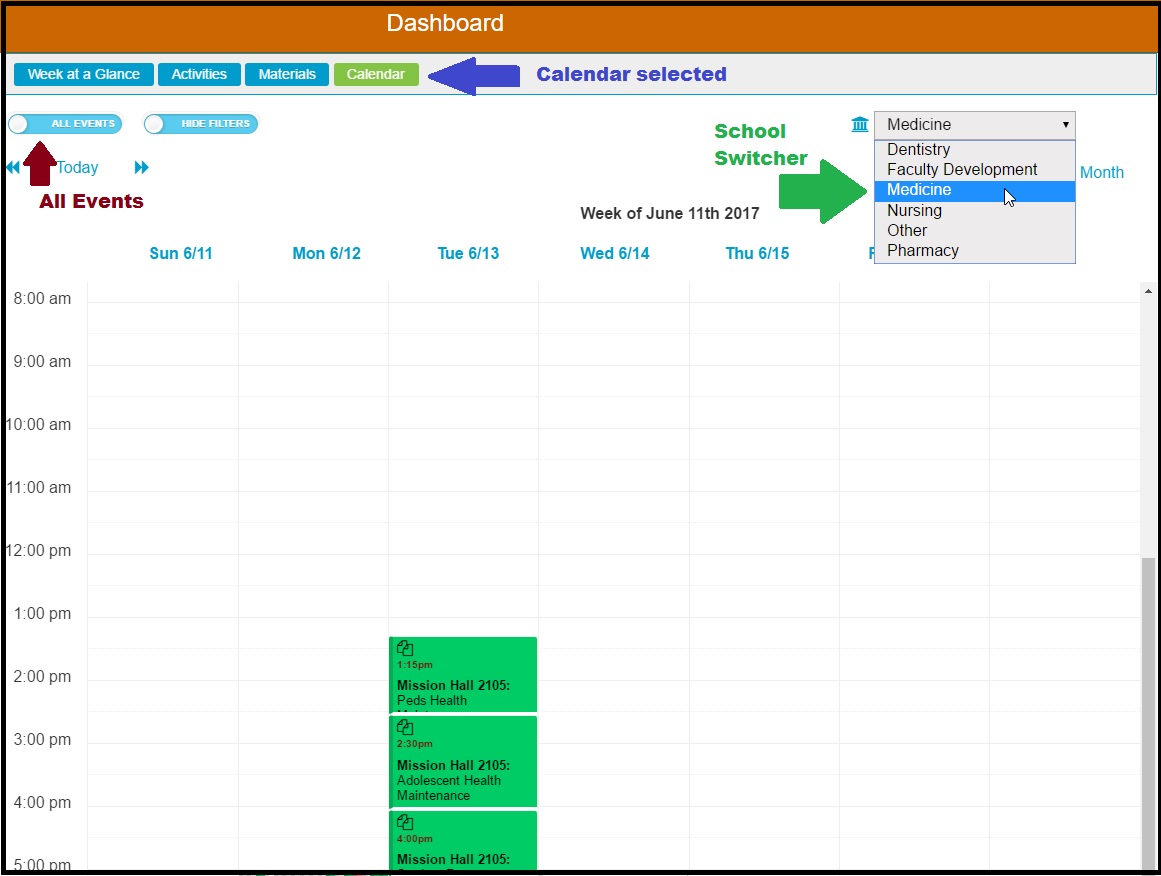 Dashboard
Week at a Glance Activities Materials Calendar Calendar selected
ALL EVENTS HIDE FILTERS
School
Switcher
Medicine
Dentistry
Faculty Development
Medicine
Nursing
Other
Pharmacy
Today
Month
All Events
Week of June 11th 2017
Sun 6/11 Mon 6/12 Tue 6/13 Wed 6/14 Thu 6/15
8:00 am
9:00 am
10:00 am
11:00 am
12:00 pm
1:00 pm
1:15pm
Mission Hall 2105:
Peds Health
2:00 pm
2:30pm
Mission Hall 2105:
Adolescent Health
Maintenance
3:00 pm
4:00 pm
4:00pm
Mission Hall 2105:
5:00 pm